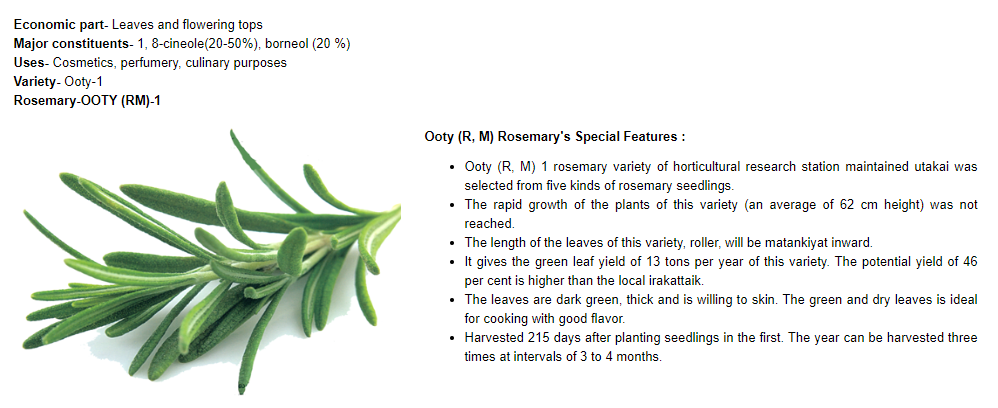 Economic part- Leaves and flowering tops
Major constituents- 1, 8-cineole(20-50%), borneol (20 %)
Uses- Cosmetics, perfumery, culinary purposes
Variety- Ooty-1
Rosemary-OOTY (RM)-1
Ooty (R, M) Rosemary's Special Features :
• Ooty (R, M) 1 rosemary variety of horticultural research station maintained utakai was
selected from five kinds of rosemary seedlings.
• The rapid growth of the plants of this variety (an average of 62 cm height) was not
reached.
• The length of the leaves of this variety, roller, will be matankiyat inward.
• It gives the green leaf yield of 13 tons per year of this variety. The potential yield of 46
per cent is higher than the local irakattaik.
• The leaves are dark green, thick and is willing to skin. The green and dry leaves is ideal
for cooking with good flavor.
• Harvested 215 days after planting seedlings in the first. The year can be harvested three
times at intervals of 3 to 4 months.